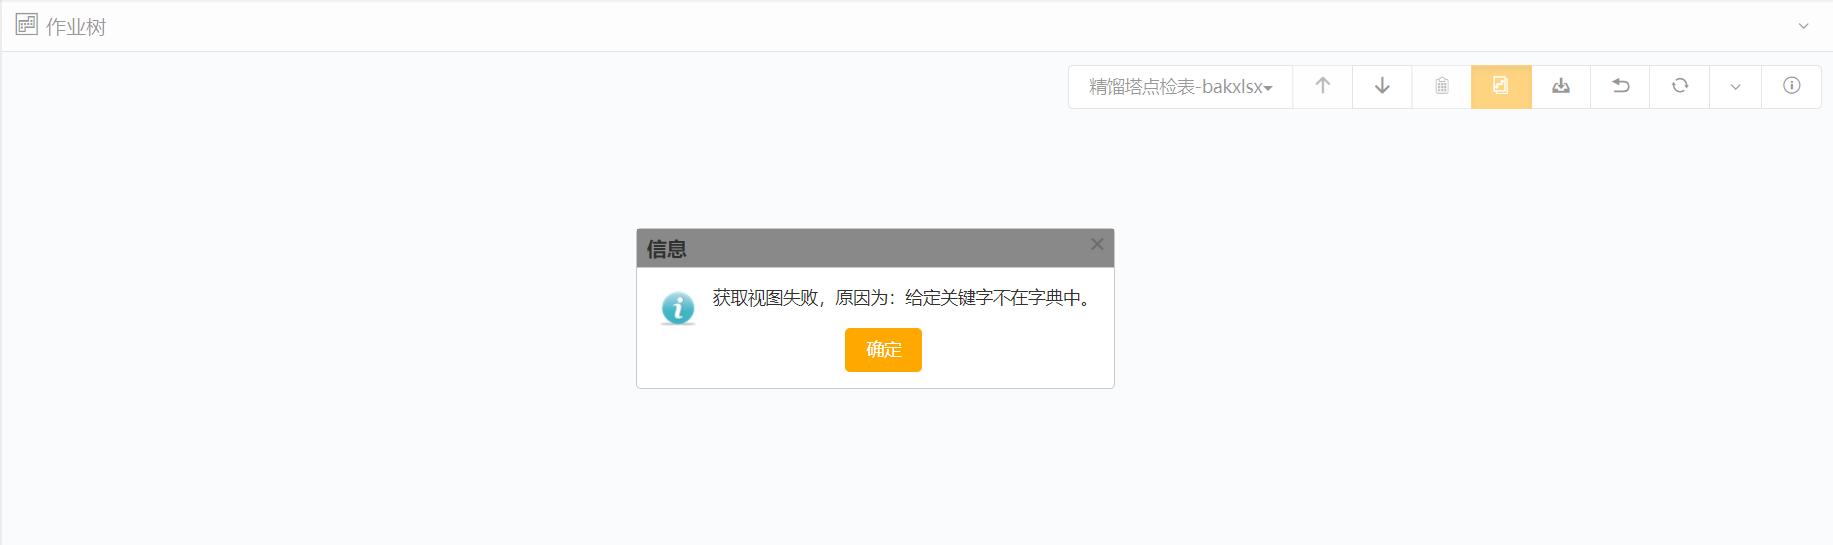 作业树
精馏塔点检表-bakxlsx
信息
获取视图失败，原因为：给定关键字不在字典中。
确定